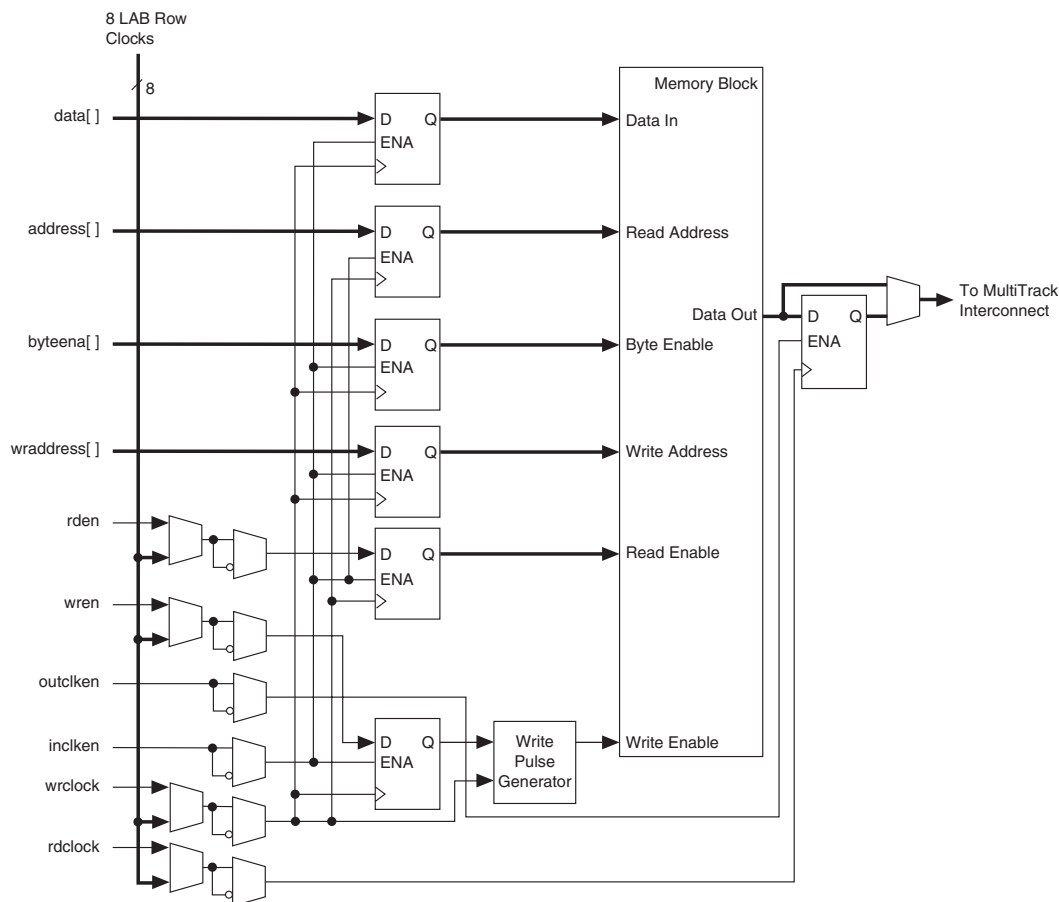 8 LAB Row
Clocks
8
data[ ]
D Q
ENA
Data In
Memory Block
address[ ]
D Q
ENA
Read Address
byteena[ ]
D Q
ENA
Byte Enable
Data Out
D Q
ENA
To MultiTrack
Interconnect
wraddress[ ]
D Q
ENA
Write Address
rden
D Q
ENA
Read Enable
wren
outclken
inclken
wrclock
rdclock
D Q
ENA
Write
Pulse
Generator
Write Enable